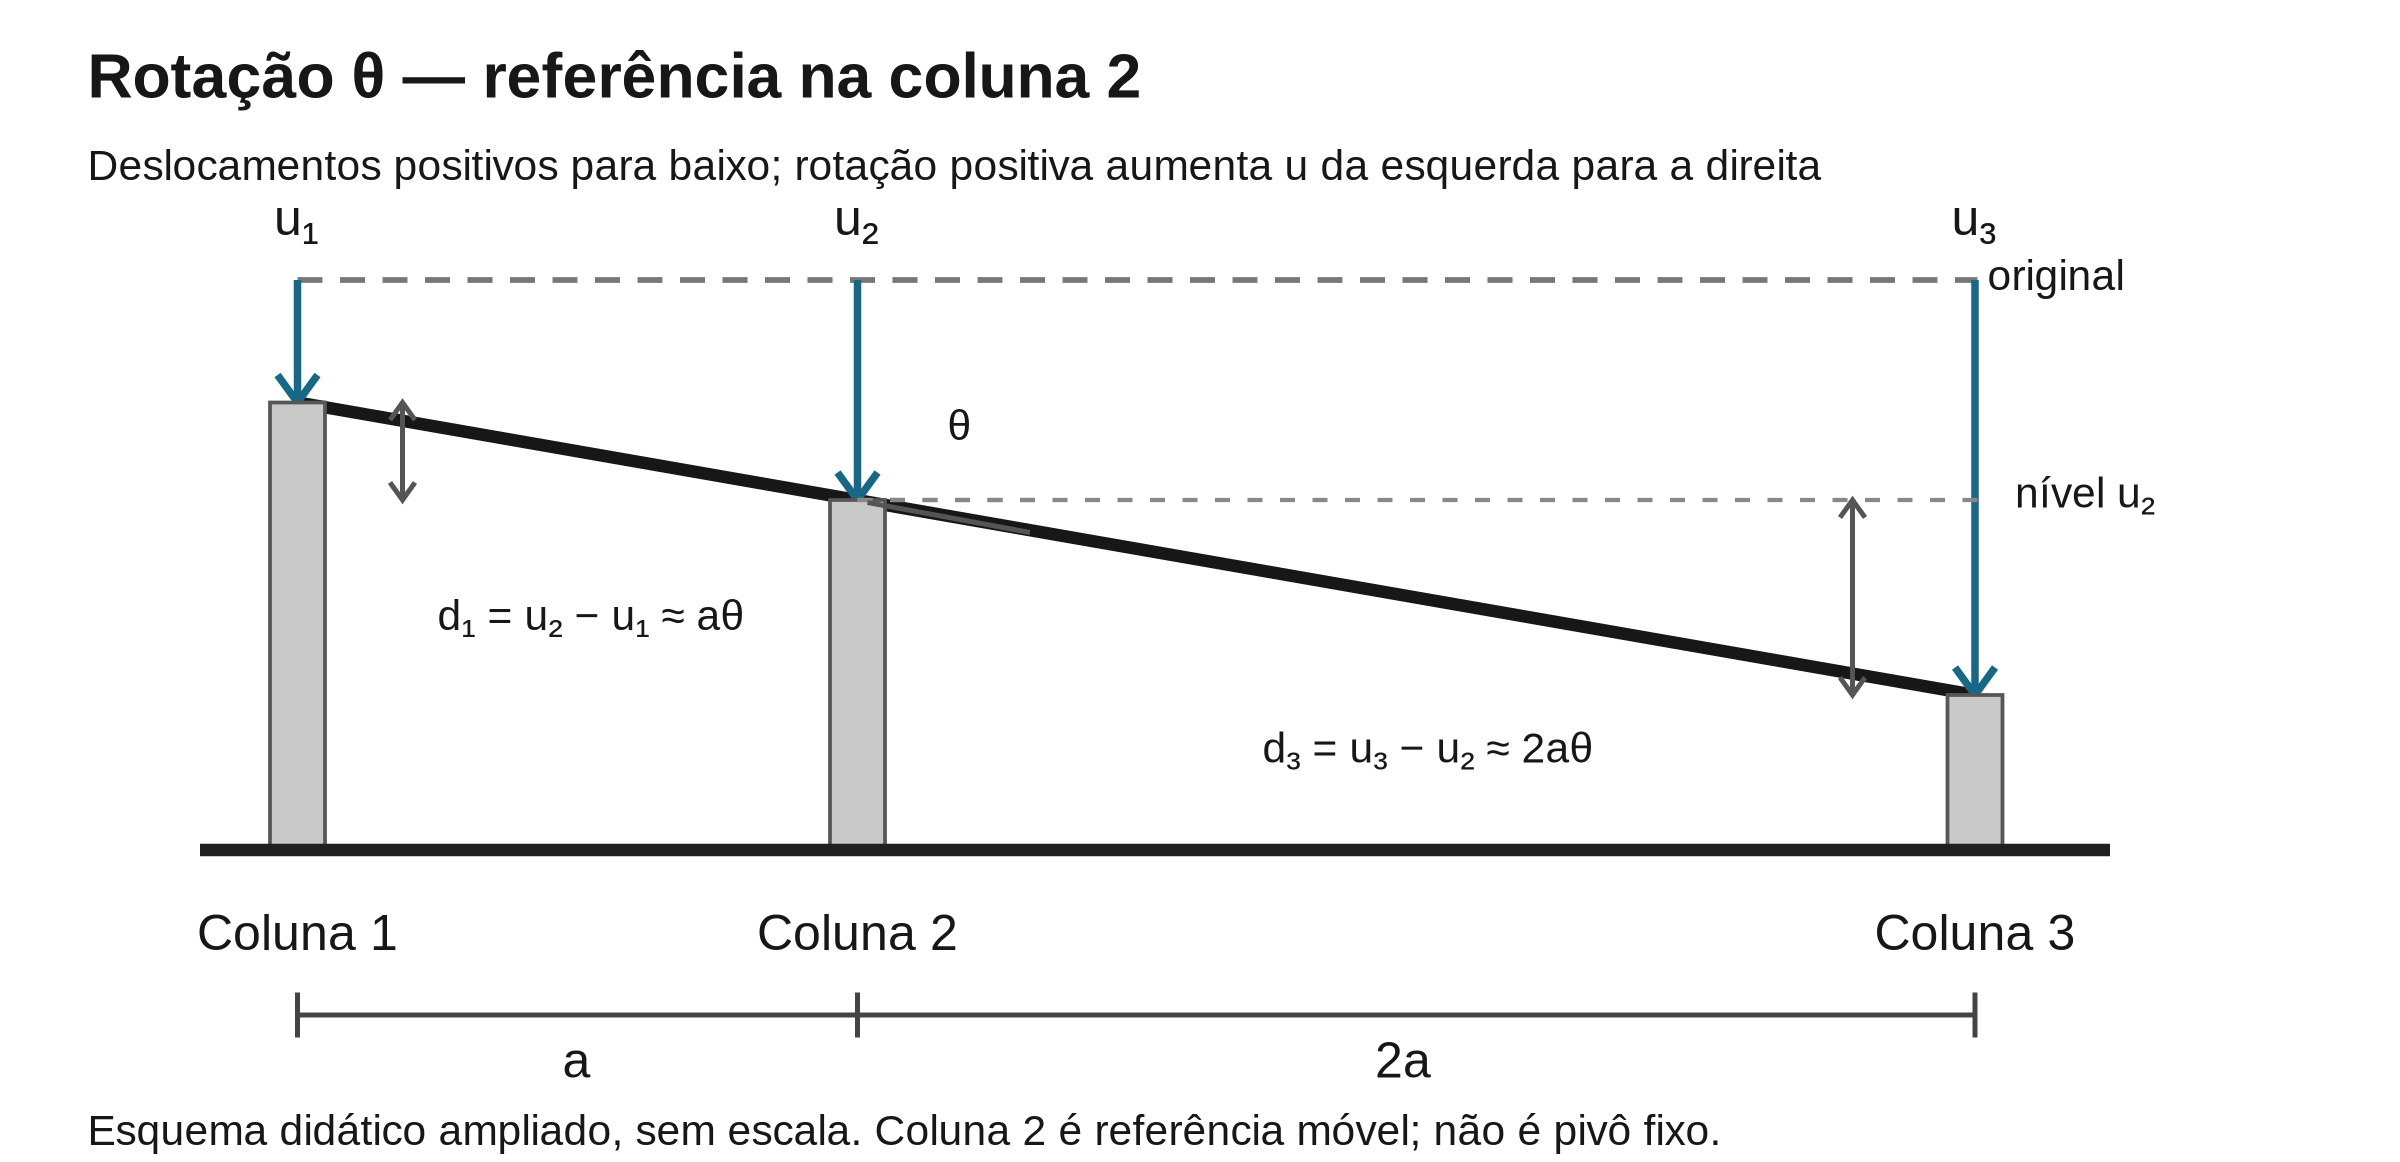 Rotação θ — referência na coluna 2
Deslocamentos positivos para baixo; rotação positiva aumenta u da esquerda para a direita
u₁
u₂
u₃
original
θ
nível u₂
d₁ = u₂ − u₁ ≈ aθ
d₃ = u₃ − u₂ ≈ 2aθ
Coluna 1
Coluna 2
Coluna 3
a
2a
Esquema didático ampliado, sem escala. Coluna 2 é referência móvel; não é pivô fixo.